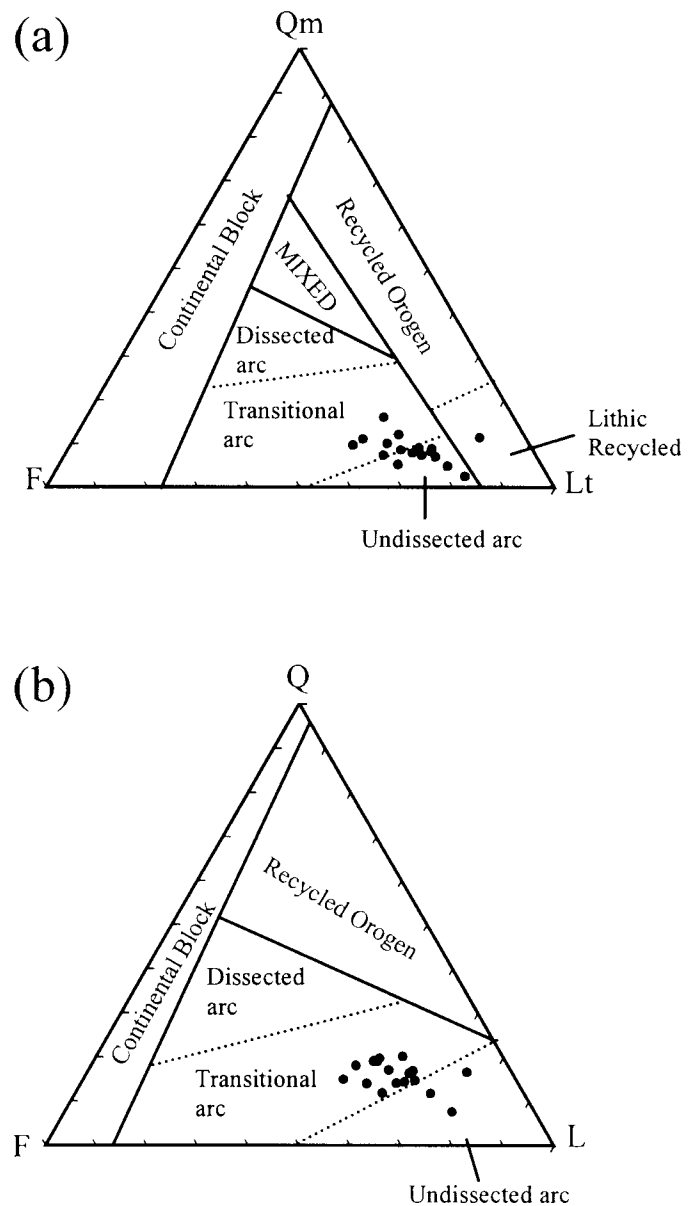 (a)
Qm
Continental Block
Recycled Orogen
MIXED
Dissected
arc
Transitional
arc
Lithic
Recycled
F
Lt
Undissected arc
(b)
Q
Continental Block
Recycled Orogen
Dissected
arc
Transitional
arc
F
L
Undissected arc